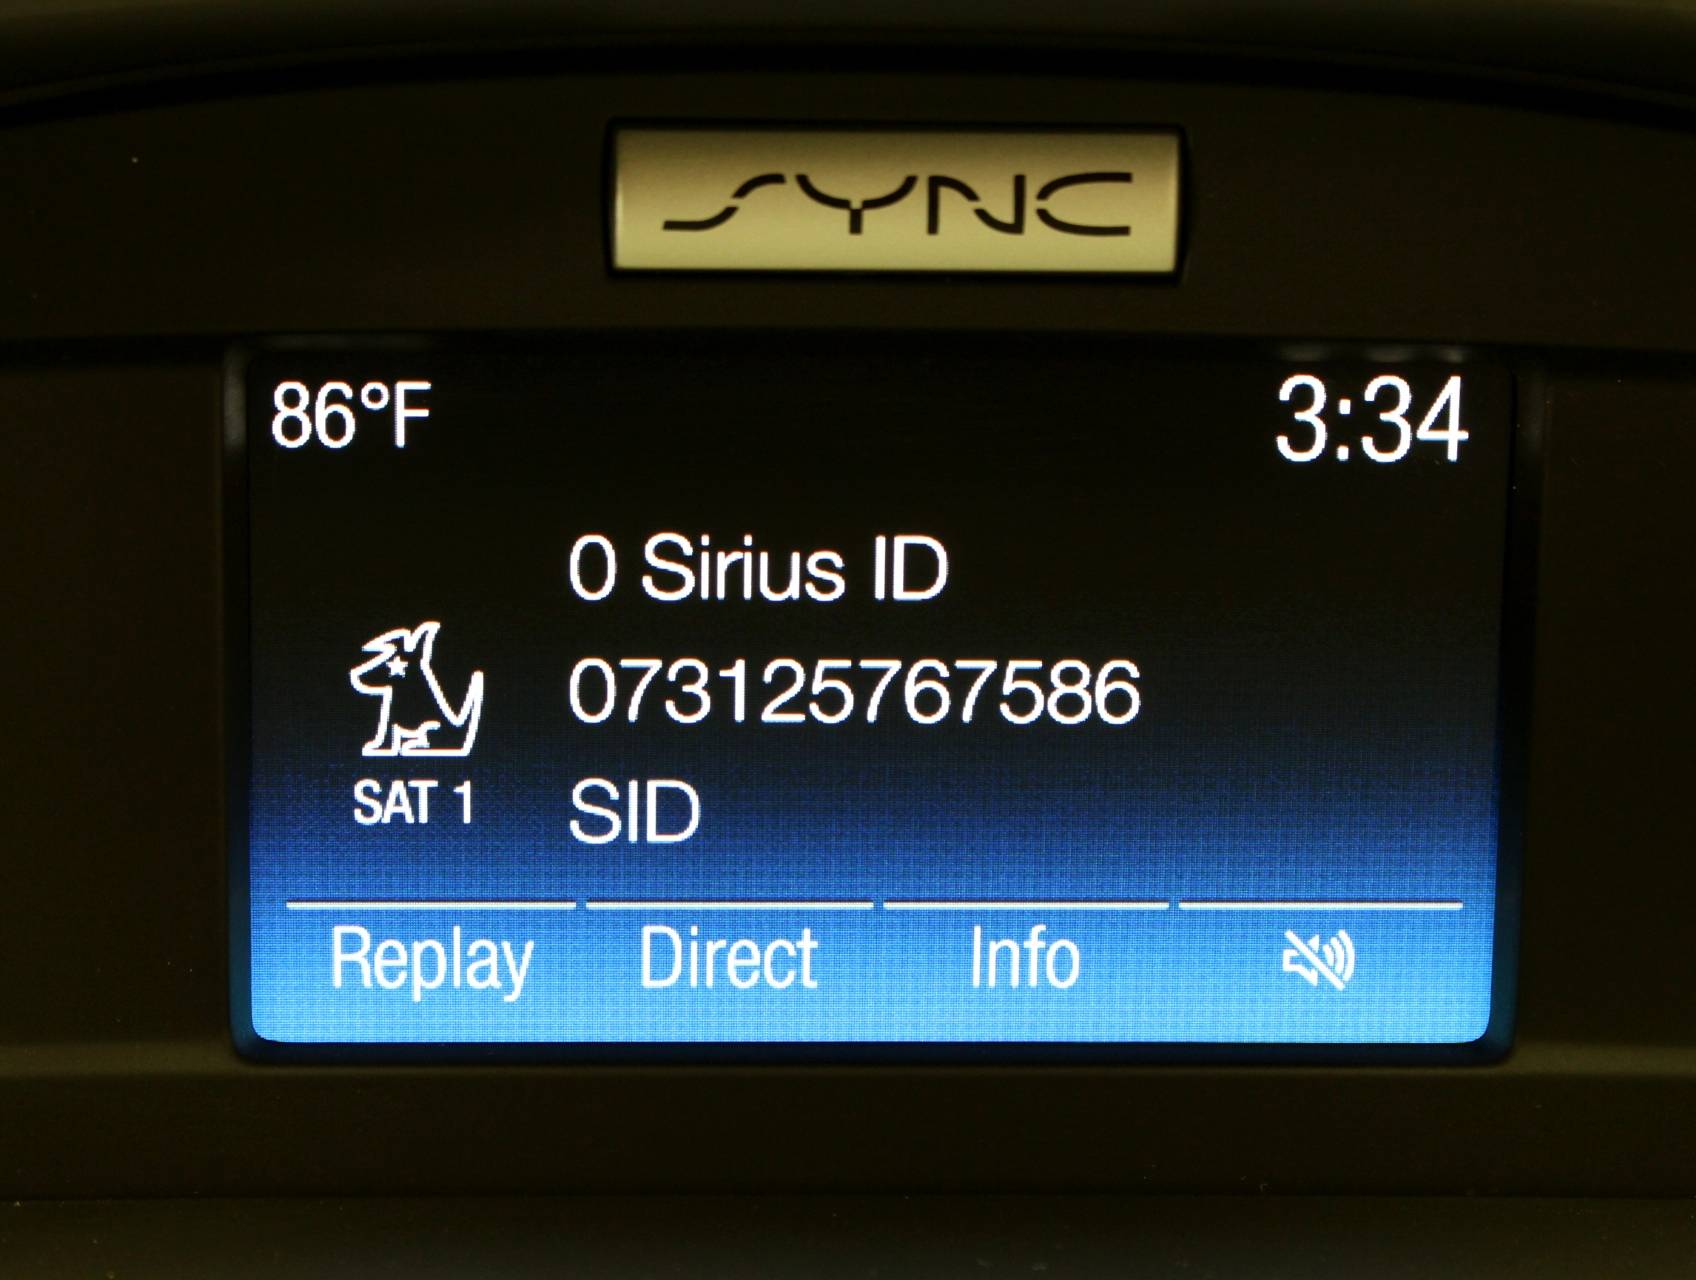 SYNC
86°F 3:34
0 Sirius ID
073125767586
SAT 1 SID
Replay Direct Info